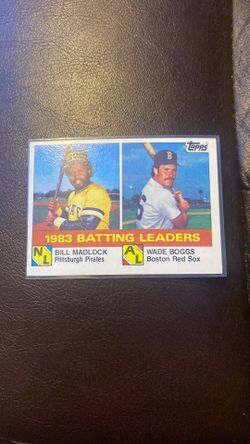 Topps
B
1983 BATTING LEADERS
NL
BILL MADLOCK
Pittsburgh Pirates
AL
WADE BOGGS
Boston Red Sox